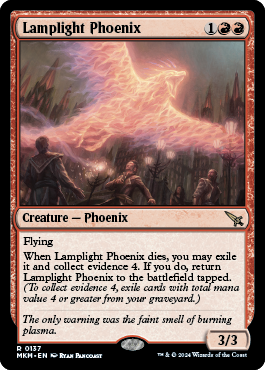 Lamplight Phoenix 1
Creature — Phoenix
Flying
When Lamplight Phoenix dies, you may exile
it and collect evidence 4. If you do, return
Lamplight Phoenix to the battlefield tapped.
(To collect evidence 4, exile cards with total mana
value 4 or greater from your graveyard.)
The only warning was the faint smell of burning
plasma.
3/3
R 0137
MKM • EN Ryan Pancoast
™ & © 2024 Wizards of the Coast